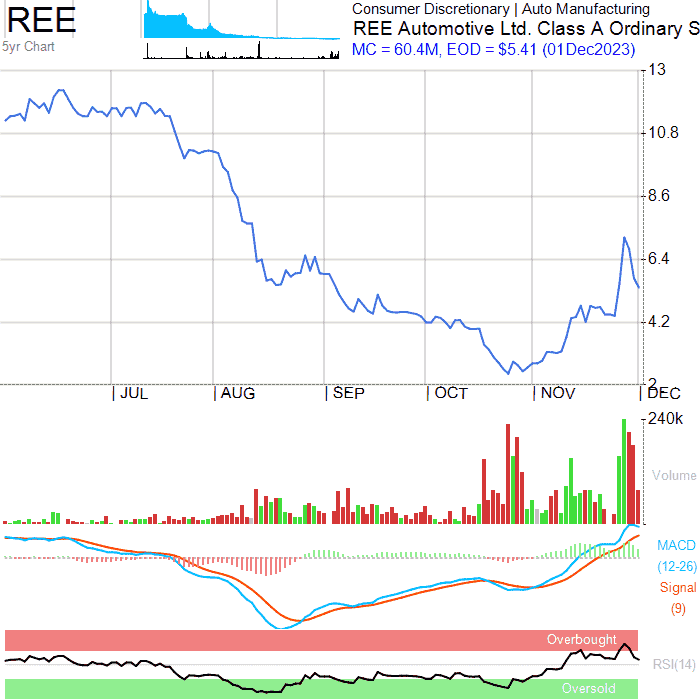 REE
5yr Chart
Consumer Discretionary | Auto Manufacturing
REE Automotive Ltd. Class A Ordinary S
MC = 60.4M, EOD = $5.41 (01Dec2023)
13
10.8
8.6
6.4
4.2
2
JUL
AUG
SEP
OCT
NOV
DEC
240k
Volume
MACD
(12-26)
Signal
(9)
Overbought
RSI(14)
Oversold